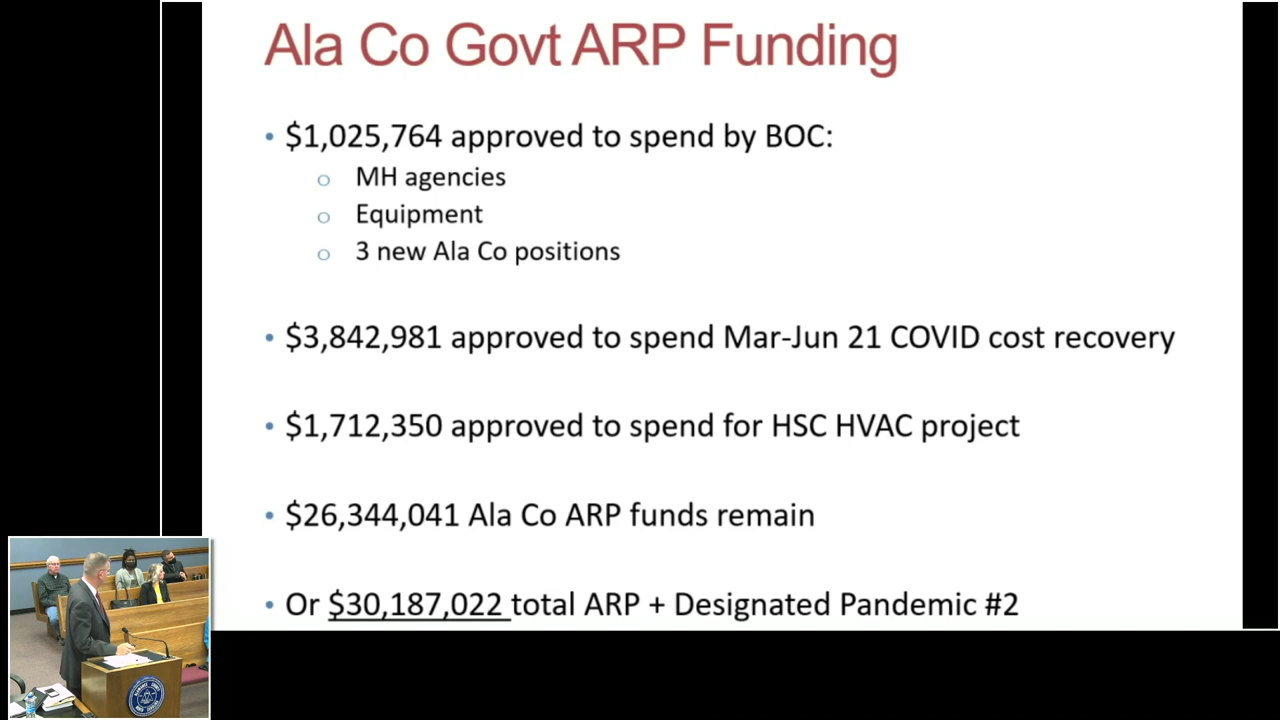 Ala Co Govt ARP Funding
• $1,025,764 approved to spend by BOC:
o MH agencies
o Equipment
o 3 new Ala Co positions
• $3,842,981 approved to spend Mar-Jun 21 COVID cost recovery
• $1,712,350 approved to spend for HSC HVAC project
• $26,344,041 Ala Co ARP funds remain
• Or $30,187,022 total ARP + Designated Pandemic #2